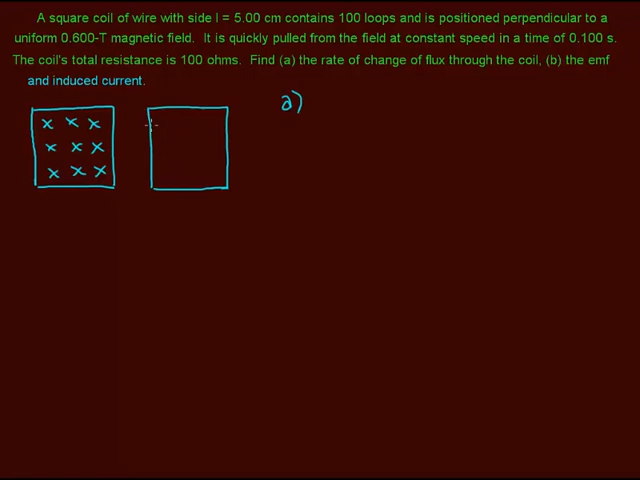 A square coil of wire with side l = 5.00 cm contains 100 loops and is positioned perpendicular to a
uniform 0.600-T magnetic field. It is quickly pulled from the field at constant speed in a time of 0.100 s.
The coil's total resistance is 100 ohms. Find (a) the rate of change of flux through the coil, (b) the emf
and induced current.
a)
x x x
x x x
x x x